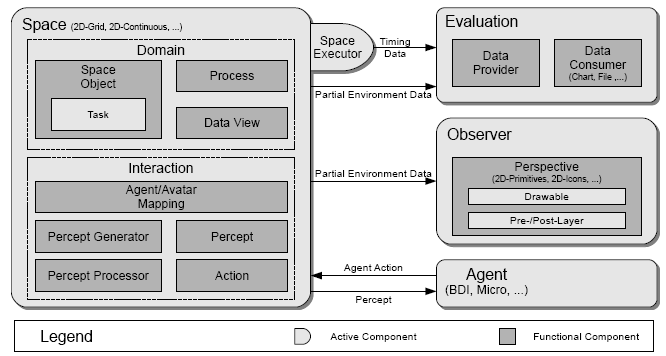 Space (2D-Grid, 2D-Continuous, ...)
Domain
Space
Object
Task
Process
Data View
Interaction
Agent/Avatar
Mapping
Percept Generator
Percept
Percept Processor
Action
Space
Executor
Timing
Data
Partial Environment Data
Partial Environment Data
Agent Action
Percept
Evaluation
Data
Provider
Data
Consumer
(Chart, File ,...)
Observer
Perspective
(2D-Primitives, 2D-Icons, ...)
Drawable
Pre-/Post-Layer
Agent
(BDI, Micro, ...)
Legend
Active Component
Functional Component